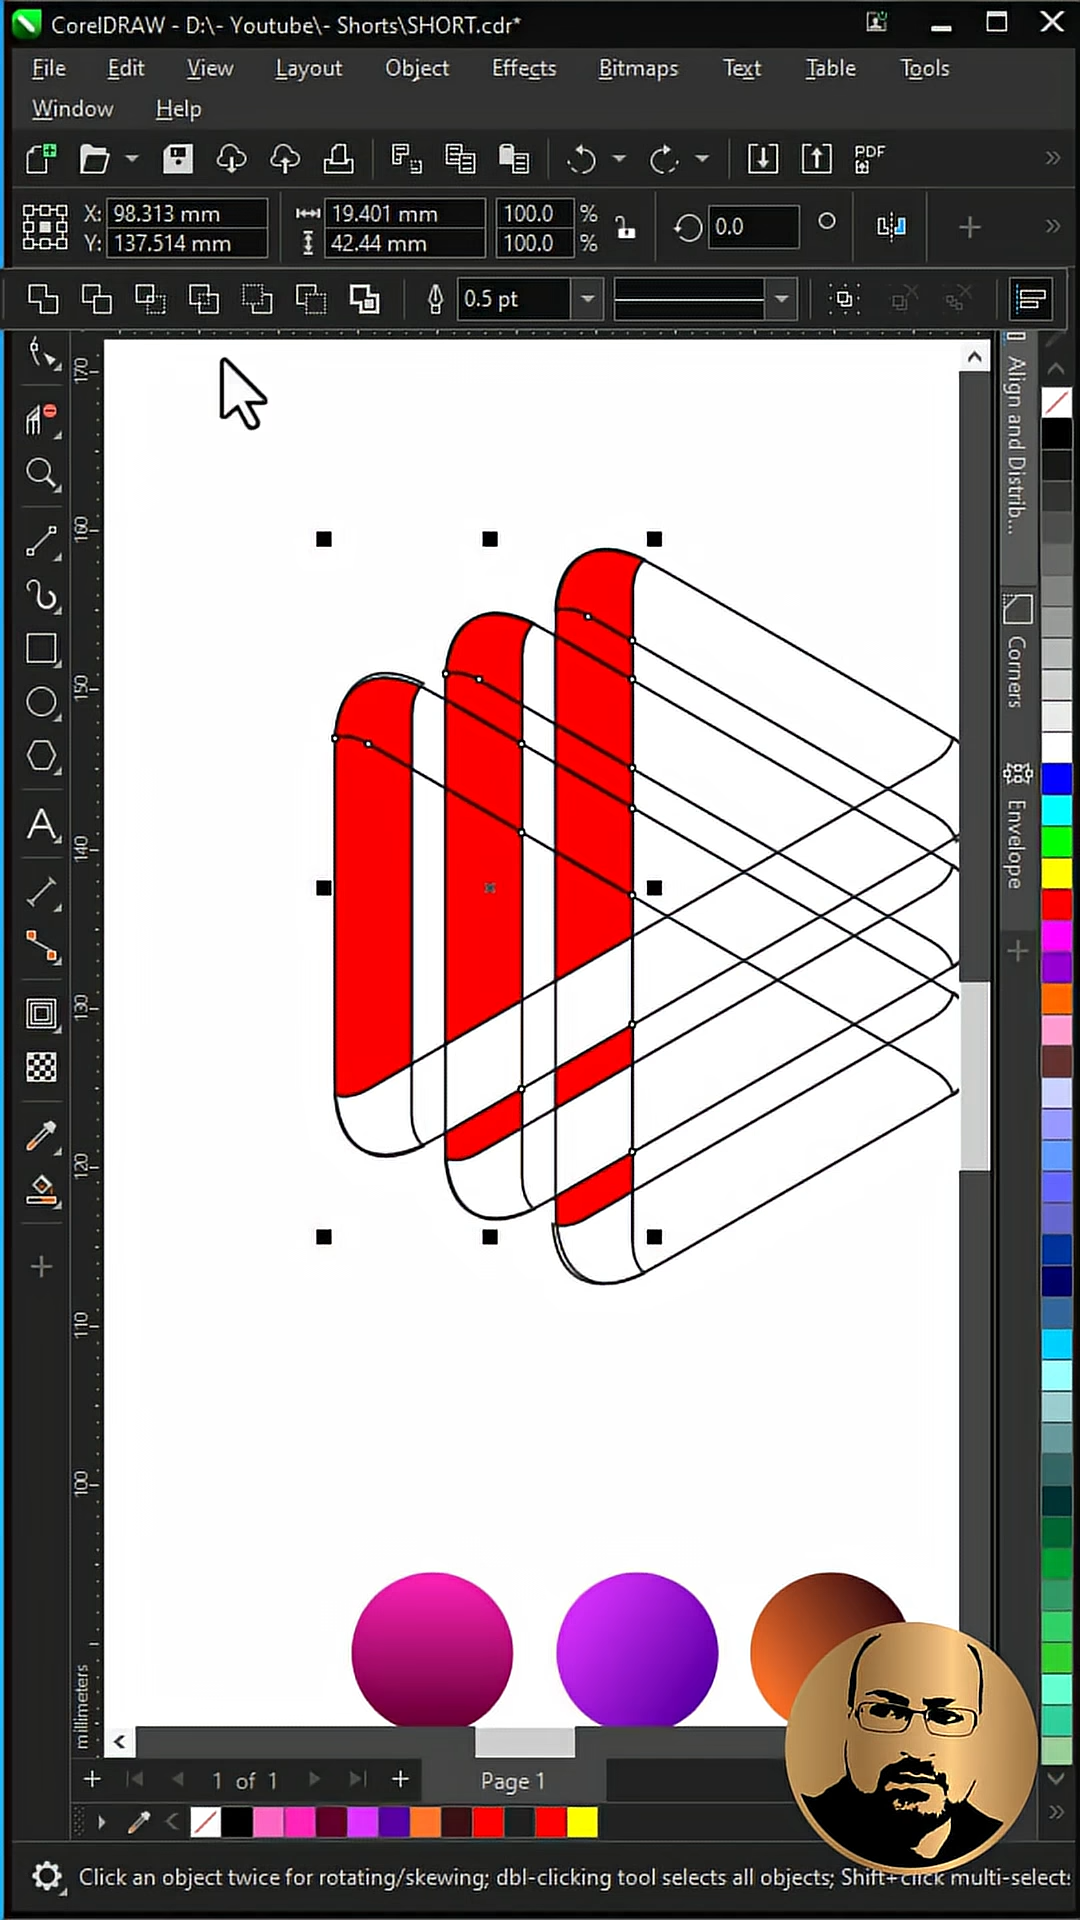 CorelDRAW - D:\- Youtube\- Shorts\SHORT.cdr*
File Edit View Layout Object Effects Bitmaps Text Table Tools
Window Help
PDF
X: 98.313 mm 19.401 mm 100.0 %
Y: 137.514 mm 42.44 mm 100.0 %
0.0
0.5 pt
170
160
150
140
130
120
110
100
millimeters
Align and Distrib...
Corners
Envelope
1 of 1 Page 1
Click an object twice for rotating/skewing; dbl-clicking tool selects all objects; Shift+click multi-selects